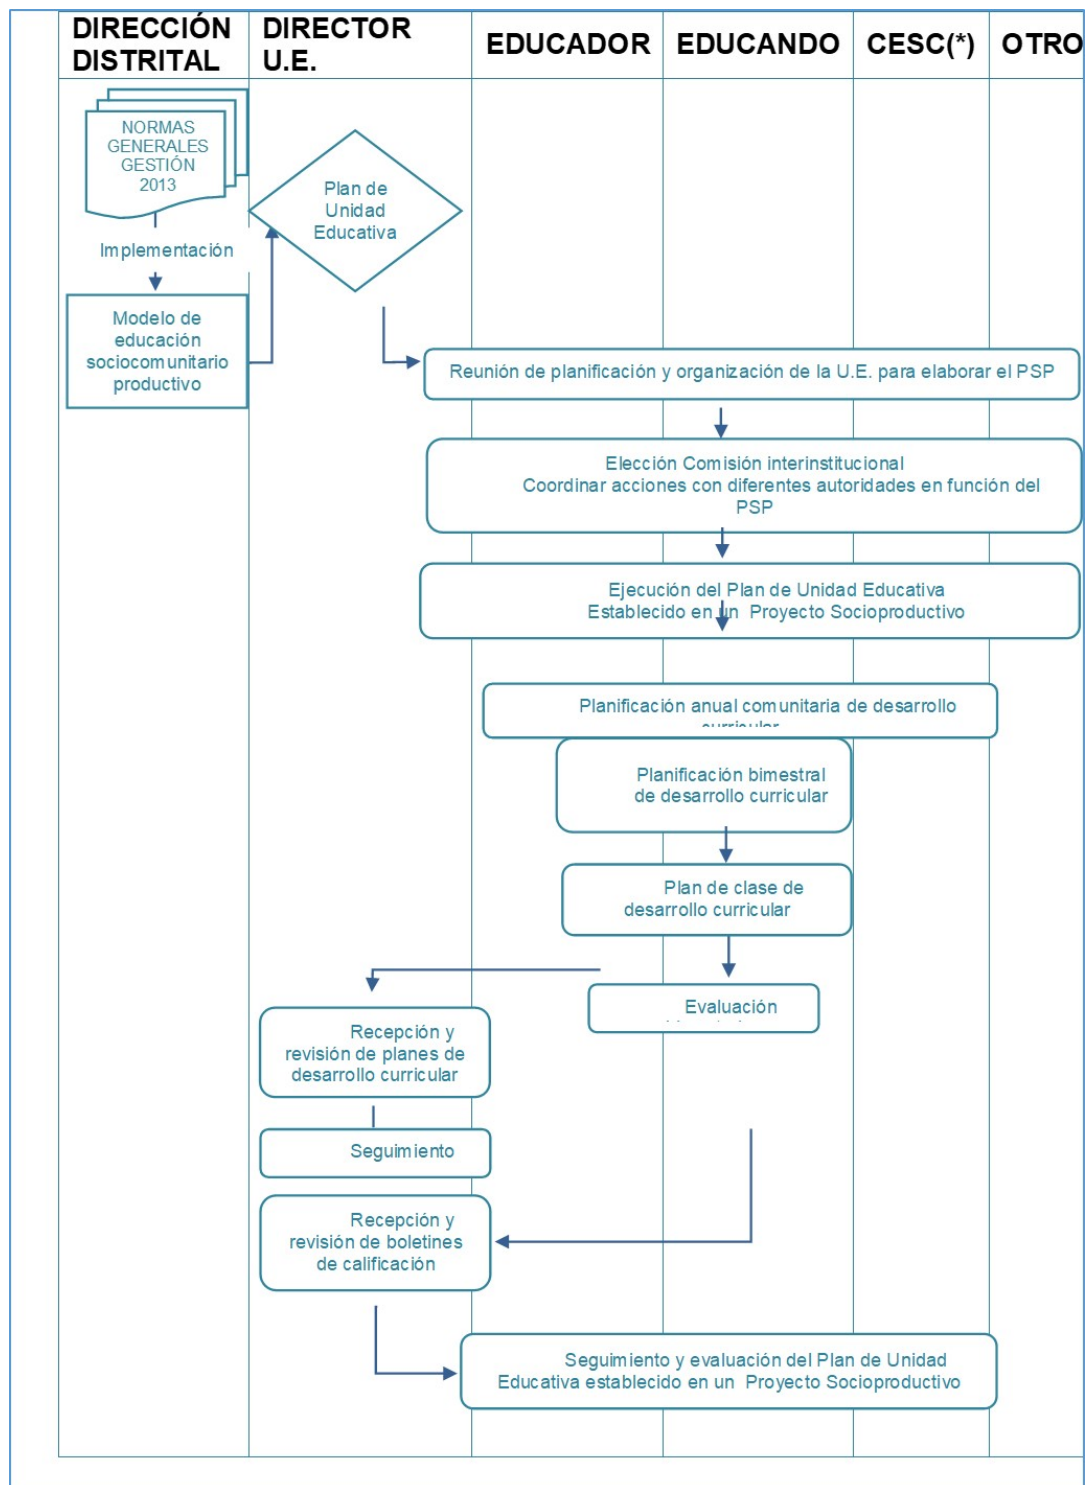 DIRECCIÓN
DISTRITAL
DIRECTOR
U.E.
EDUCADOR
EDUCANDO
CESC(*)
OTRO
NORMAS
GENERALES
GESTIÓN
2013
Implementación
Modelo de
educación
sociocomunitario
productivo
Plan de
Unidad
Educativa
Reunión de planificación y organización de la U.E. para elaborar el PSP
Elección Comisión interinstitucional
Coordinar acciones con diferentes autoridades en función del
PSP
Ejecución del Plan de Unidad Educativa
Establecido en un Proyecto Socioproductivo
Planificación anual comunitaria de desarrollo
curricular
Planificación bimestral
de desarrollo curricular
Plan de clase de
desarrollo curricular
Evaluación
Recepción y
revisión de planes de
desarrollo curricular
Seguimiento
Recepción y
revisión de boletines
de calificación
Seguimiento y evaluación del Plan de Unidad
Educativa establecido en un Proyecto Socioproductivo